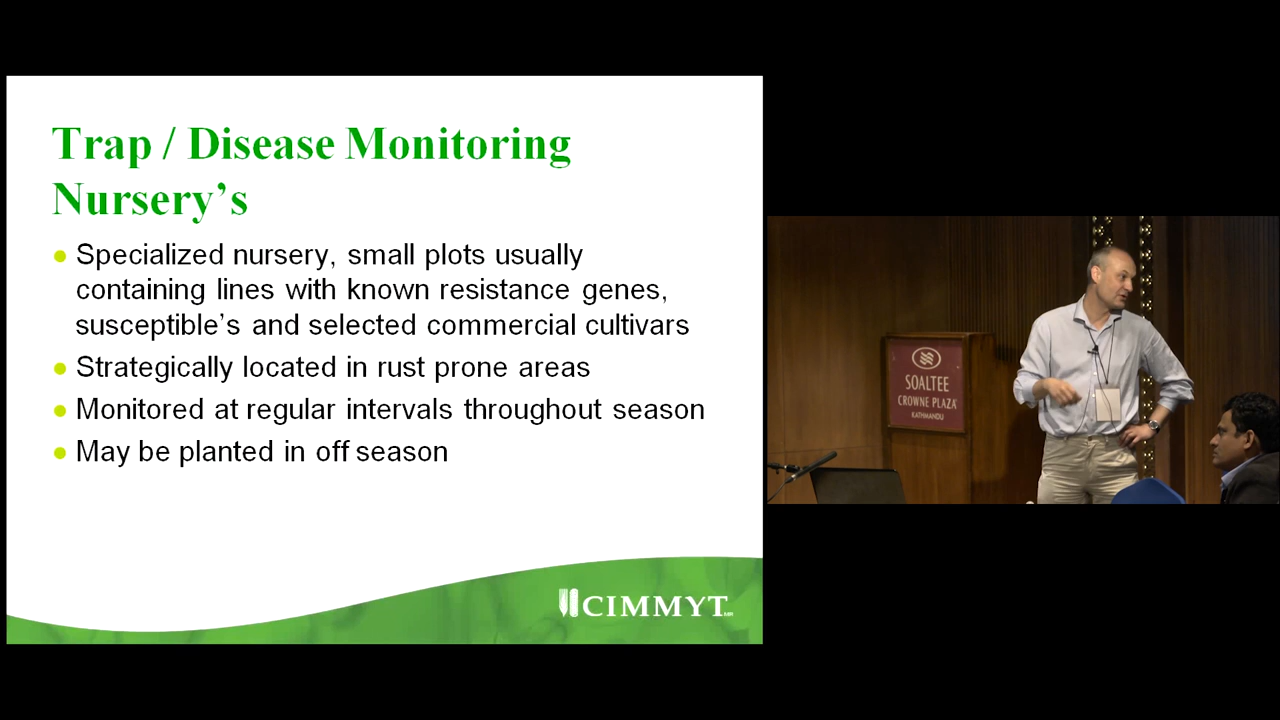 Trap / Disease Monitoring
Nursery’s
● Specialized nursery, small plots usually
containing lines with known resistance genes,
susceptible’s and selected commercial cultivars
● Strategically located in rust prone areas
● Monitored at regular intervals throughout season
● May be planted in off season
CIMMYT
SOALTEE
CROWNE PLAZA
KATHMANDU